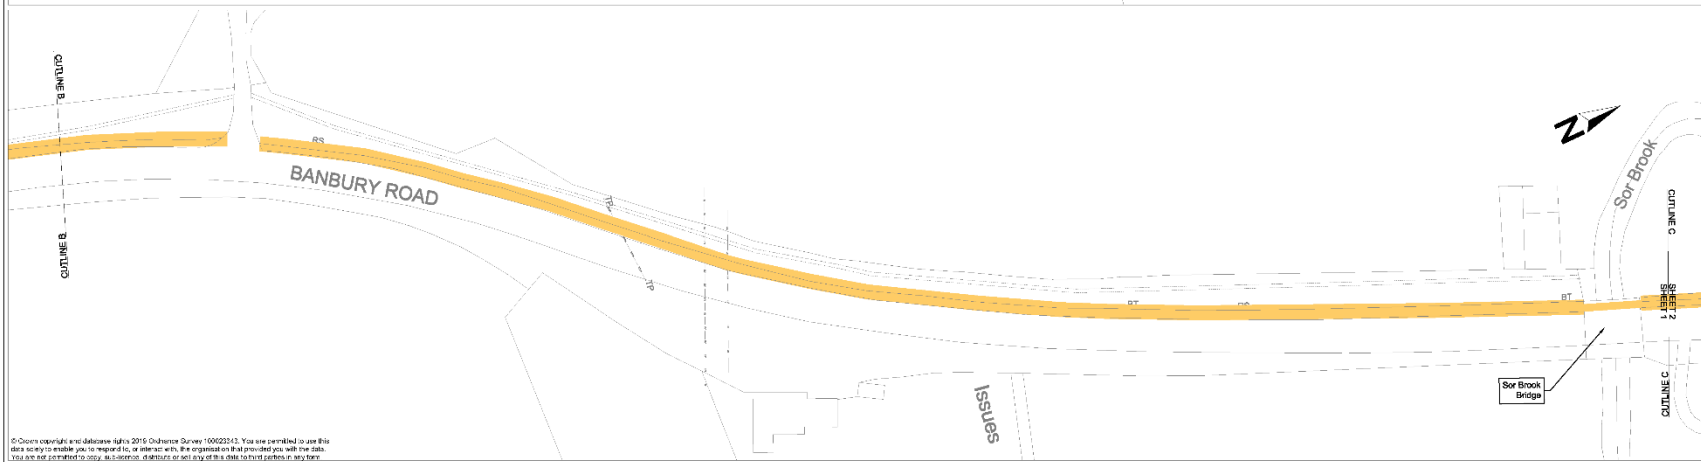 CUTLINE B
CUTLINE B
RS
BANBURY ROAD
TP
TP
N
Sor Brook
CUTLINE C
SHEET 2
SHEET 1
CUTLINE C
BT
BT
Sor Brook
Bridge
Issues
© Crown copyright and database rights 2019 Ordnance Survey 100023343. You are permitted to use this
data solely to enable you to respond to, or interact with, the organisation that provided you with the data.
You are not permitted to copy, sub-licence, distribute or sell any of this data to third parties in any form